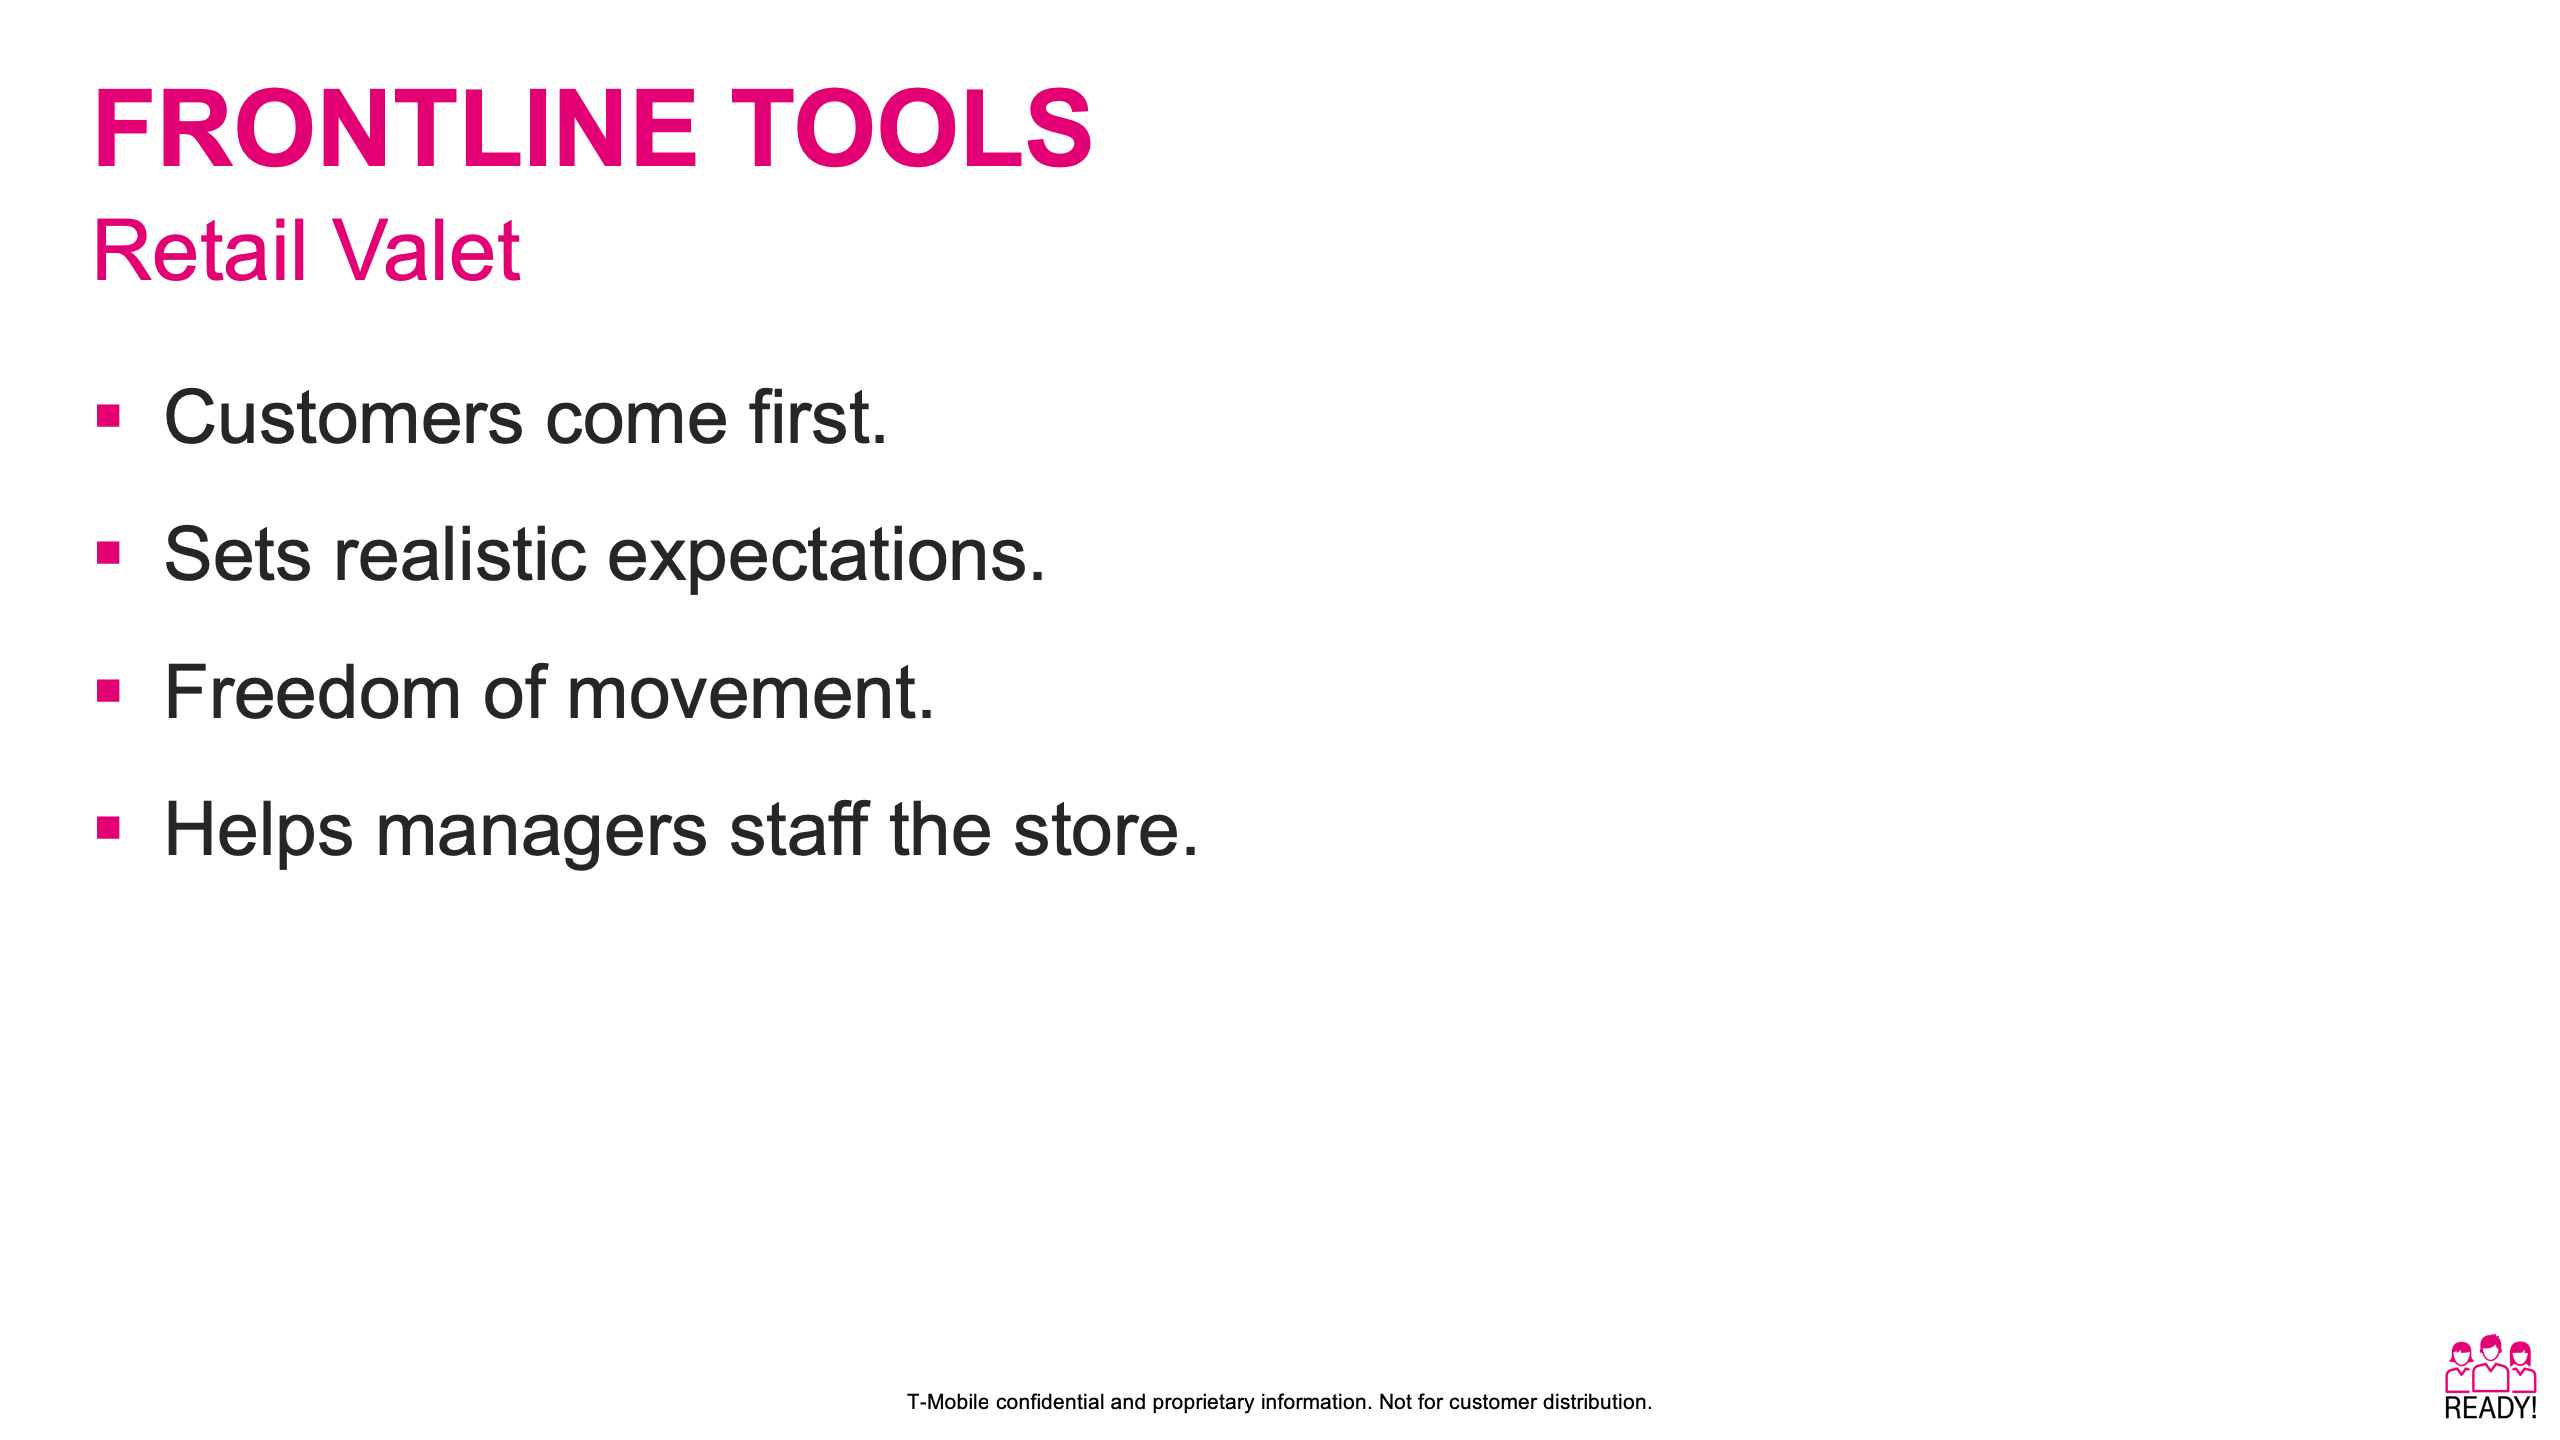 FRONTLINE TOOLS
Retail Valet
▪ Customers come first.
▪ Sets realistic expectations.
▪ Freedom of movement.
▪ Helps managers staff the store.
T-Mobile confidential and proprietary information. Not for customer distribution.
READY!